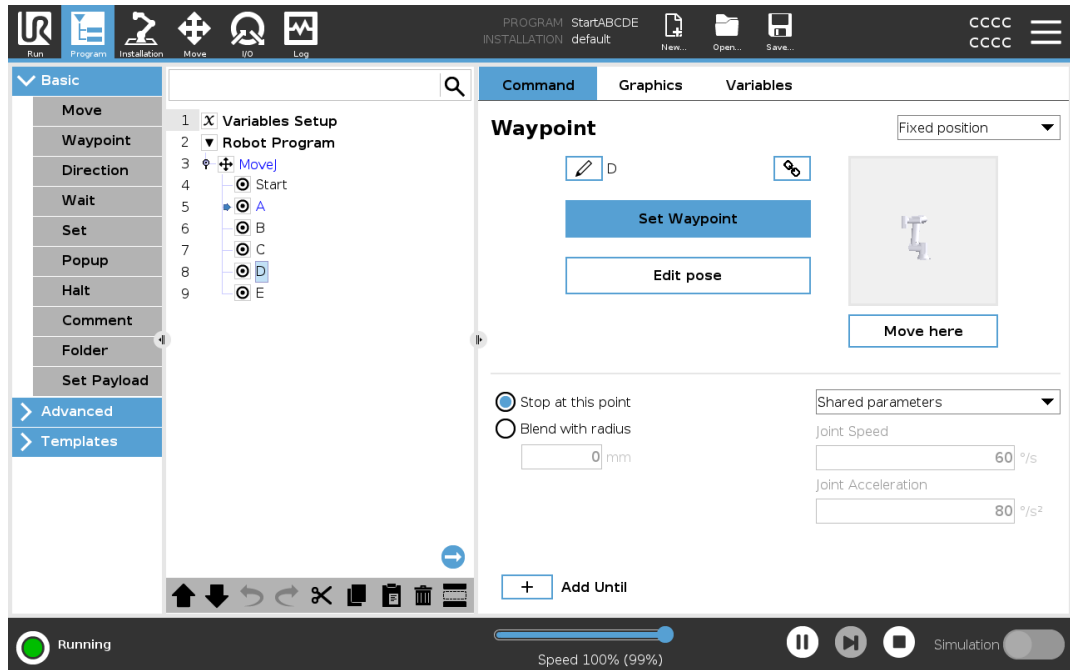 PROGRAM StartABCDE
INSTALLATION default
CCCC
CCCC
UR
Run
Program
Installation
Move
I/O
Log
New...
Open...
Save...
Basic
Move
Waypoint
Direction
Wait
Set
Popup
Halt
Comment
Folder
Set Payload
Advanced
Templates
1 X Variables Setup
2 Robot Program
3 MoveJ
4 Start
5 A
6 B
7 C
8 D
9 E
Command Graphics Variables
Waypoint
Fixed position
D
Set Waypoint
Edit pose
Move here
Stop at this point
Blend with radius
0 mm
Shared parameters
Joint Speed
60 °/s
Joint Acceleration
80 °/s²
+ Add Until
Running
Speed 100% (99%)
Simulation